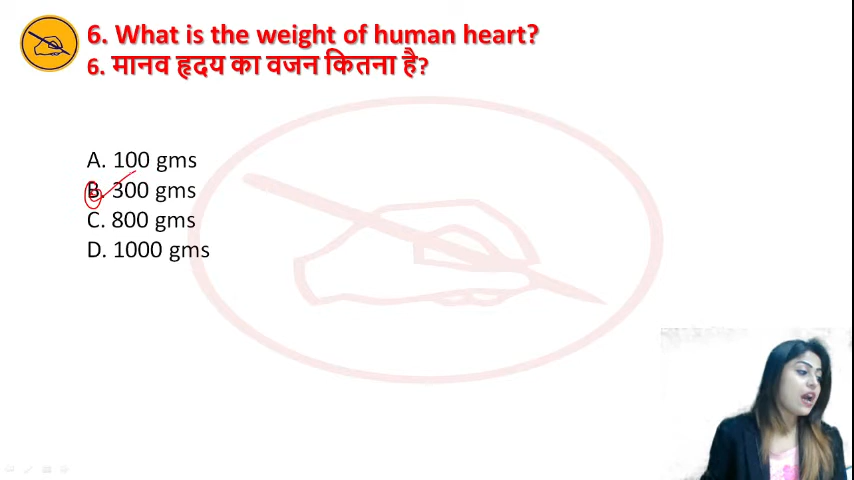 6. What is the weight of human heart?
6. मानव हृदय का वजन कितना है?
A. 100 gms
B. 300 gms
C. 800 gms
D. 1000 gms